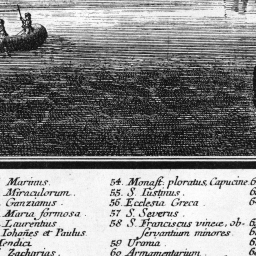 Marinus.
Miraculorum.
Ganzianus.
Maria formosa.
Laurentius
Iohañes et Paulus.
Mendici
Zacharias.
54. Monast. ploratus, Capucine.
55. S. Iustinus.
56 Ecclesia Greca.
57 S. Severus.
58 S. Franciscus vineæ, ob-
servantium minores.
59 Urania.
60 Armamentarium.